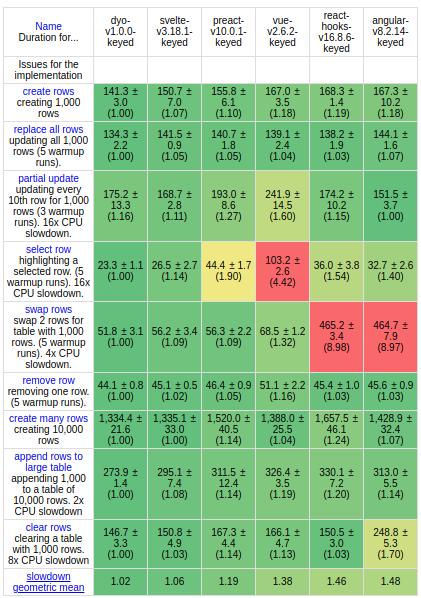 Name
Duration for...
dyo-
v1.0.0-
keyed
svelte-
v3.18.1-
keyed
preact-
v10.0.1-
keyed
vue-
v2.6.2-
keyed
react-
hooks-
v16.8.6-
keyed
angular-
v8.2.14-
keyed
Issues for the
implementation
create rows
creating 1,000
rows
141.3 ±
3.0
(1.00)
150.7 ±
7.0
(1.07)
155.8 ±
6.1
(1.10)
167.0 ±
3.5
(1.18)
168.3 ±
1.4
(1.19)
167.3 ±
10.2
(1.18)
replace all rows
updating all 1,000
rows (5 warmup
runs).
134.3 ±
2.2
(1.00)
141.5 ±
0.9
(1.05)
140.7 ±
1.8
(1.05)
139.1 ±
2.4
(1.04)
138.2 ±
1.9
(1.03)
144.1 ±
1.6
(1.07)
partial update
updating every
10th row for 1,000
rows (3 warmup
runs). 16x CPU
slowdown.
175.2 ±
13.3
(1.16)
168.7 ±
2.8
(1.11)
193.0 ±
8.6
(1.27)
241.9 ±
14.5
(1.60)
174.2 ±
10.2
(1.15)
151.5 ±
3.7
(1.00)
select row
highlighting a
selected row. (5
warmup runs). 16x
CPU slowdown.
23.3 ± 1.1
(1.00)
26.5 ± 2.7
(1.14)
44.4 ± 1.7
(1.90)
103.2 ±
2.6
(4.42)
36.0 ± 3.8
(1.54)
32.7 ± 2.6
(1.40)
swap rows
swap 2 rows for
table with 1,000
rows. (5 warmup
runs). 4x CPU
slowdown.
51.8 ± 3.1
(1.00)
56.2 ± 3.4
(1.09)
56.3 ± 2.2
(1.09)
68.5 ± 1.2
(1.32)
465.2 ±
3.4
(8.98)
464.7 ±
7.9
(8.97)
remove row
removing one row.
(5 warmup runs).
44.1 ± 0.8
(1.00)
45.1 ± 0.5
(1.02)
46.4 ± 0.9
(1.05)
51.1 ± 2.2
(1.16)
45.4 ± 1.0
(1.03)
45.6 ± 0.9
(1.03)
create many rows
creating 10,000
rows
1,334.4 ±
21.6
(1.00)
1,335.1 ±
33.0
(1.00)
1,520.0 ±
40.5
(1.14)
1,388.0 ±
25.5
(1.04)
1,657.5 ±
46.1
(1.24)
1,428.9 ±
32.4
(1.07)
append rows to
large table
appending 1,000
to a table of
10,000 rows. 2x
CPU slowdown
273.9 ±
1.4
(1.00)
295.1 ±
7.4
(1.08)
311.5 ±
12.4
(1.14)
326.4 ±
3.5
(1.19)
330.1 ±
7.2
(1.20)
313.0 ±
5.5
(1.14)
clear rows
clearing a table
with 1,000 rows.
8x CPU slowdown
146.7 ±
3.3
(1.00)
150.8 ±
4.9
(1.03)
167.3 ±
4.4
(1.14)
166.1 ±
4.7
(1.13)
150.5 ±
3.0
(1.03)
248.8 ±
5.3
(1.70)
slowdown
geometric mean
1.02
1.06
1.19
1.38
1.46
1.48